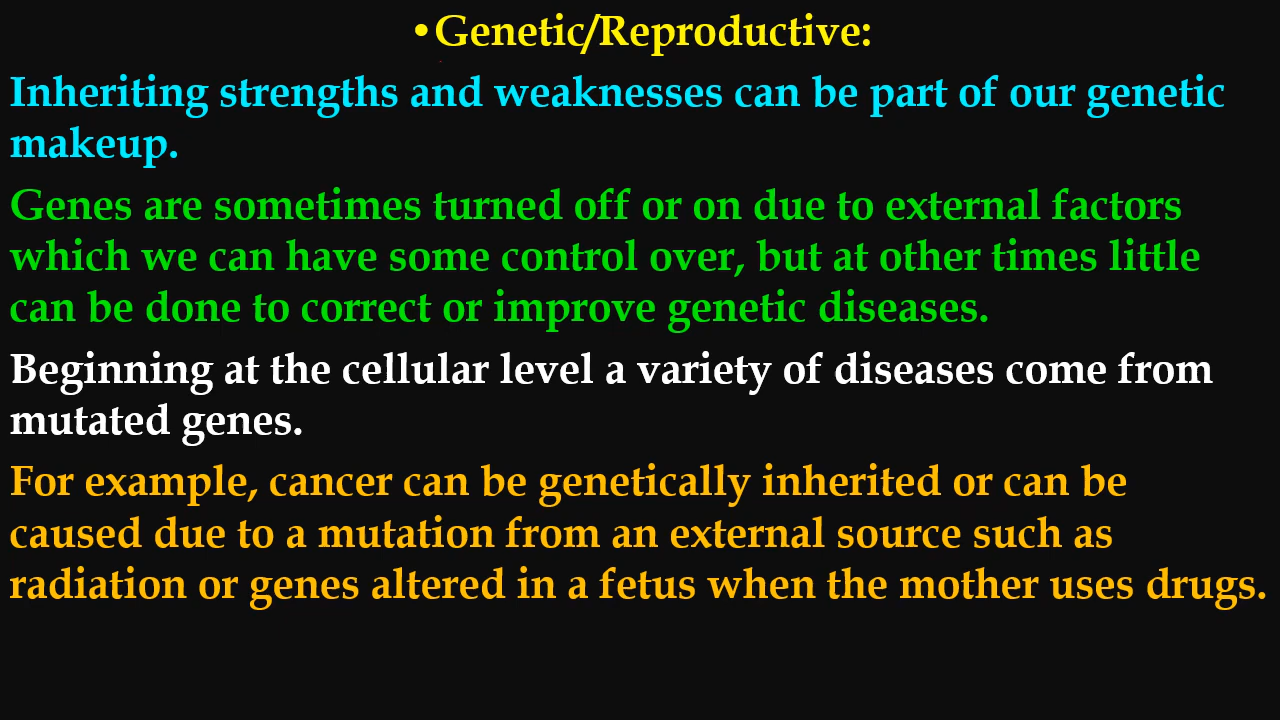 •Genetic/Reproductive:
Inheriting strengths and weaknesses can be part of our genetic
makeup.
Genes are sometimes turned off or on due to external factors
which we can have some control over, but at other times little
can be done to correct or improve genetic diseases.
Beginning at the cellular level a variety of diseases come from
mutated genes.
For example, cancer can be genetically inherited or can be
caused due to a mutation from an external source such as
radiation or genes altered in a fetus when the mother uses drugs.